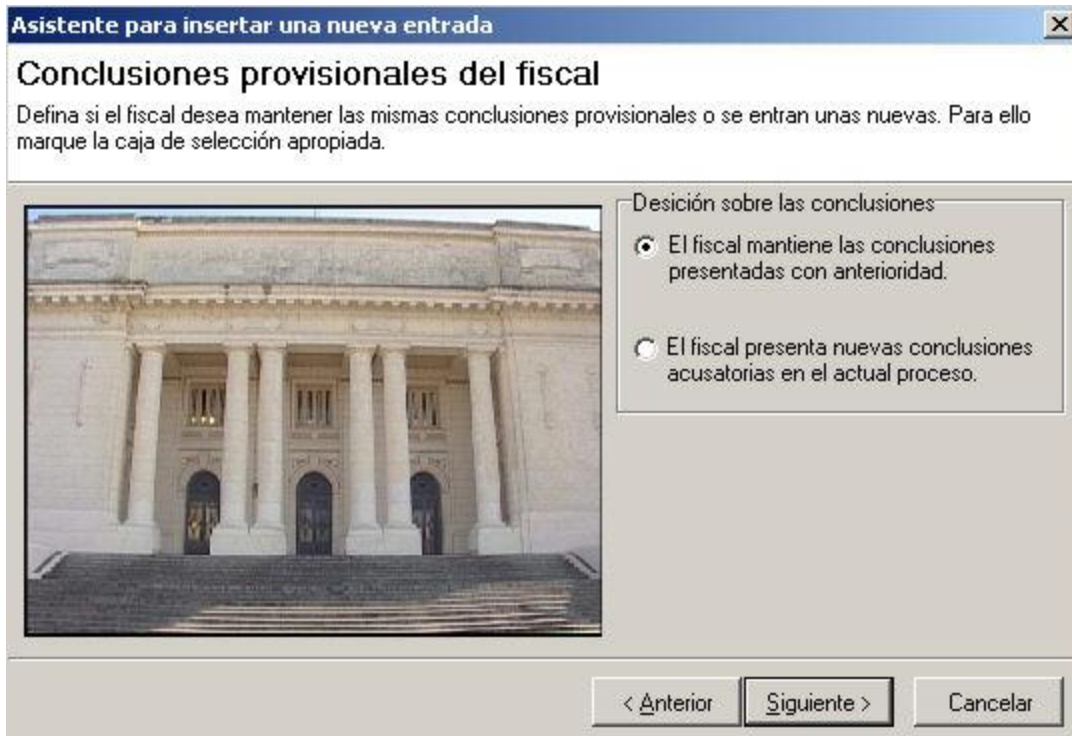 Asistente para insertar una nueva entrada
Conclusiones provisionales del fiscal
Defina si el fiscal desea mantener las mismas conclusiones provisionales o se entran unas nuevas. Para ello
marque la caja de selección apropiada.
Desición sobre las conclusiones
El fiscal mantiene las conclusiones
presentadas con anterioridad.
El fiscal presenta nuevas conclusiones
acusatorias en el actual proceso.
< Anterior
Siguiente >
Cancelar